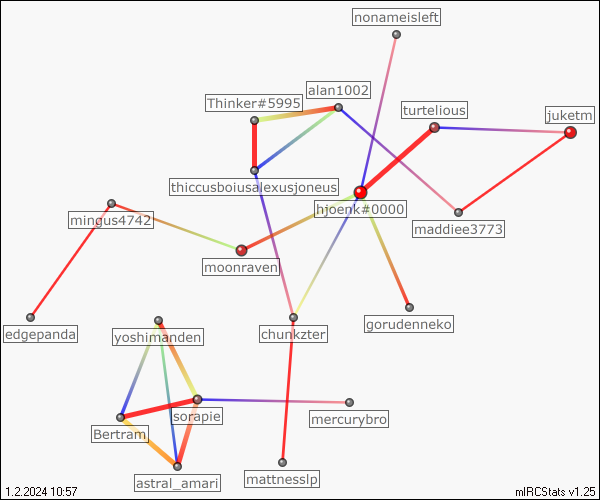 nonameisleft
alan1002
Thinker#5995
turtelious
juketm
thiccusboiusalexusjoneus
hjoenk#0000
mingus4742
maddiee3773
moonraven
edgepanda
yoshimanden
chunkzter
gorudenneko
sorapie
mercurybro
Bertram
astral_amari
mattnesslp
1.2.2024 10:57
mIRCStats v1.25